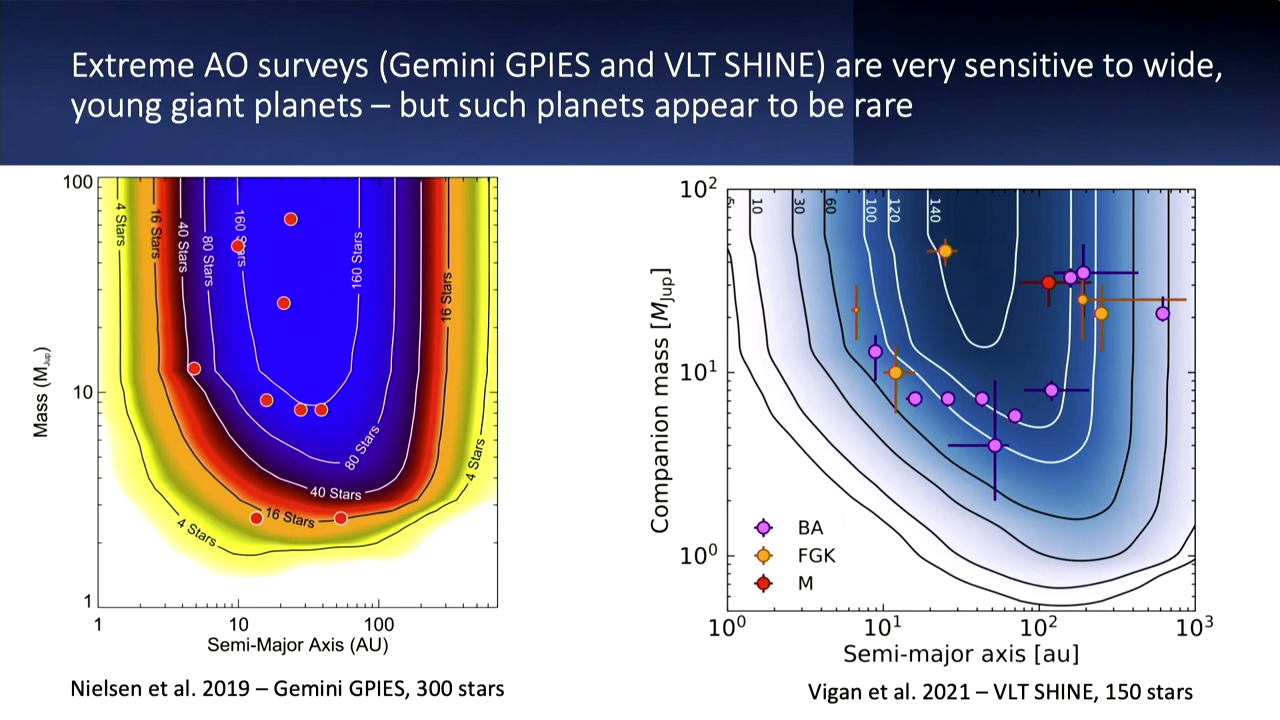 Extreme AO surveys (Gemini GPIES and VLT SHINE) are very sensitive to wide,
young giant planets – but such planets appear to be rare
100
10
1
Mass (M_Jup)
4 Stars
16 Stars
40 Stars
80 Stars
160 Stars
160 Stars
16 Stars
80 Stars
4 Stars
40 Stars
16 Stars
4 Stars
1
10
100
Semi-Major Axis (AU)
Nielsen et al. 2019 – Gemini GPIES, 300 stars
10²
10¹
10⁰
Companion mass [M_Jup]
5
10
30
60
100
120
140
BA
FGK
M
10⁰
10¹
10²
10³
Semi-major axis [au]
Vigan et al. 2021 – VLT SHINE, 150 stars